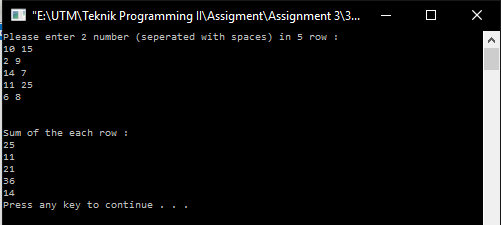 "E:\UTM\Teknik Programming II\Assigment\Assignment 3\3...
Please enter 2 number (seperated with spaces) in 5 row :
10 15
2 9
14 7
11 25
6 8
Sum of the each row :
25
11
21
36
14
Press any key to continue . . .